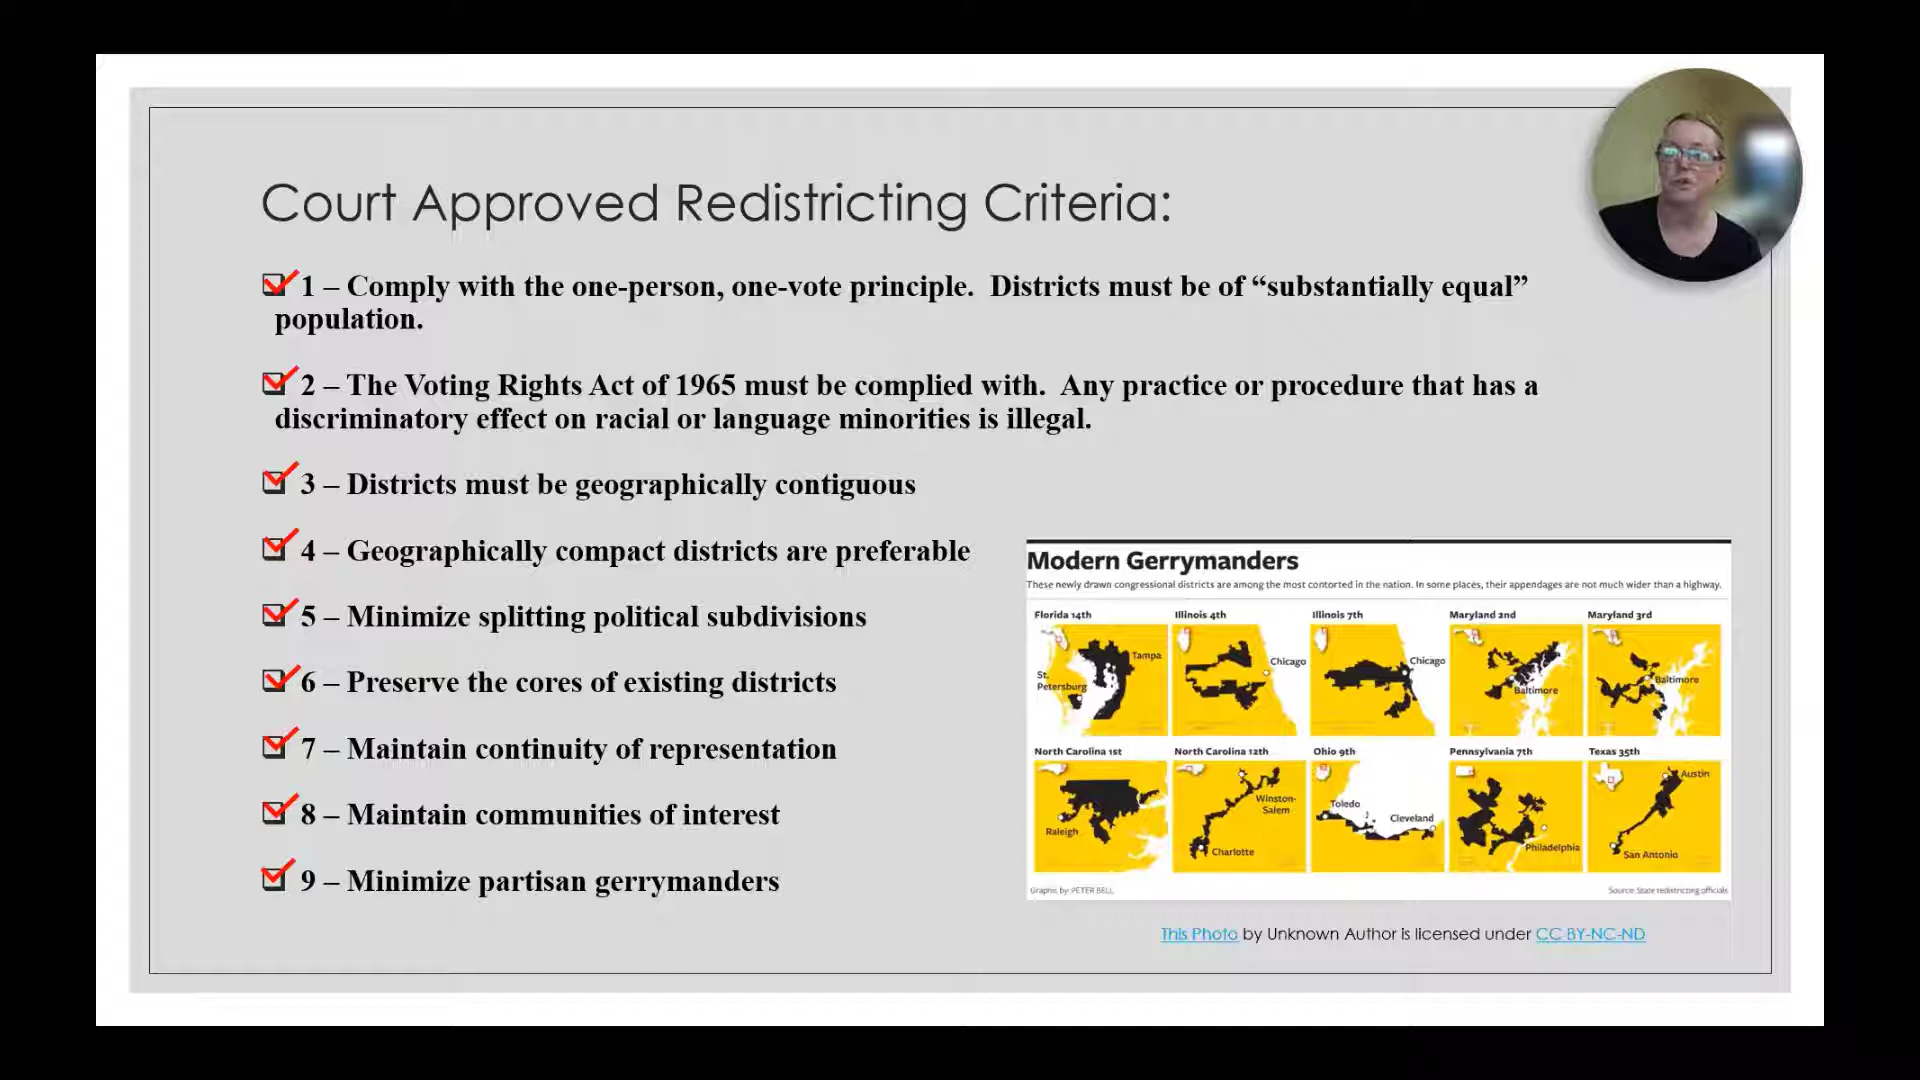 Court Approved Redistricting Criteria:
1 – Comply with the one-person, one-vote principle.  Districts must be of “substantially equal”
population.
2 – The Voting Rights Act of 1965 must be complied with.  Any practice or procedure that has a
discriminatory effect on racial or language minorities is illegal.
3 – Districts must be geographically contiguous
4 – Geographically compact districts are preferable
5 – Minimize splitting political subdivisions
6 – Preserve the cores of existing districts
7 – Maintain continuity of representation
8 – Maintain communities of interest
9 – Minimize partisan gerrymanders
Modern Gerrymanders
These newly drawn congressional districts are among the most contorted in the nation. In some places, their appendages are not much wider than a highway.
Florida 14th
Tampa
St.
Petersburg
Illinois 4th
Chicago
Illinois 7th
Chicago
Maryland 2nd
Baltimore
Maryland 3rd
Baltimore
North Carolina 1st
Raleigh
North Carolina 12th
Winston-
Salem
Charlotte
Ohio 9th
Toledo
Cleveland
Pennsylvania 7th
Philadelphia
Texas 35th
Austin
San Antonio
Graphic by: PETER BELL
Source: State redistricting officials
This Photo by Unknown Author is licensed under CC BY-NC-ND